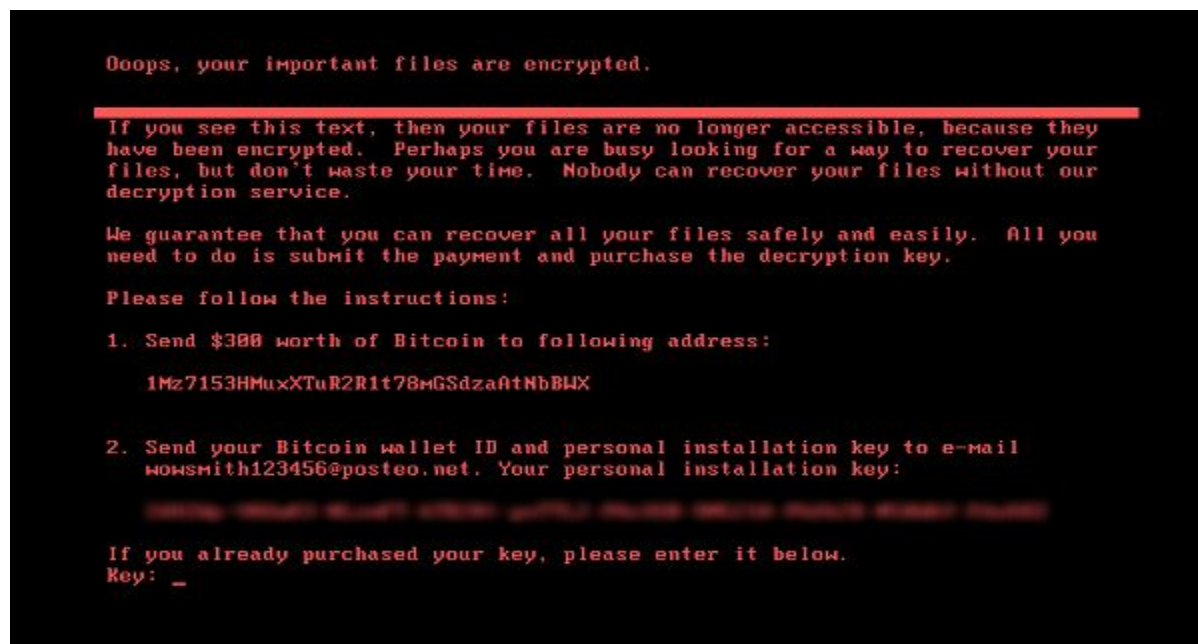 Ooops, your important files are encrypted.
If you see this text, then your files are no longer accessible, because they
have been encrypted.  Perhaps you are busy looking for a way to recover your
files, but don't waste your time.  Nobody can recover your files without our
decryption service.
We guarantee that you can recover all your files safely and easily.  All you
need to do is submit the payment and purchase the decryption key.
Please follow the instructions:
1. Send $300 worth of Bitcoin to following address:
1Mz7153HMuxXTuR2R1t78mGSdzaAtNbBWX
2. Send your Bitcoin wallet ID and personal installation key to e-mail
wowsmith123456@posteo.net. Your personal installation key:
If you already purchased your key, please enter it below.
Key: _